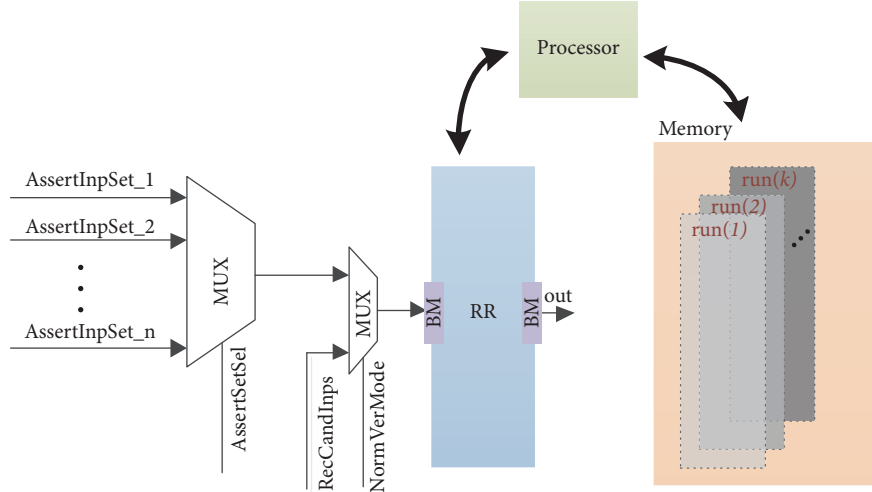 Processor
Memory
AssertInpSet_1
AssertInpSet_2
AssertInpSet_n
MUX
AssertSetSel
RecCandInps
MUX
NormVerMode
BM
RR
BM
out
run(k)
run(2)
run(1)